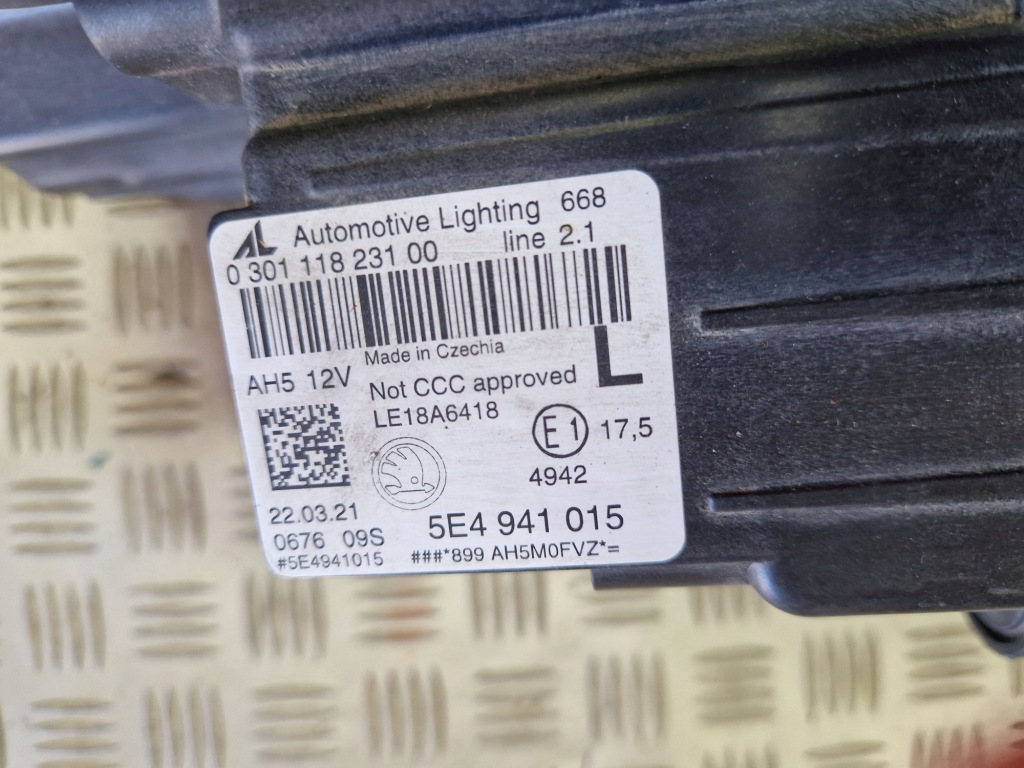 AL Automotive Lighting 668
0 301 118 231 00 line 2.1
Made in Czechia
AH5 12V Not CCC approved L
LE18A6418
E1 17,5
4942
22.03.21
0676 09S 5E4 941 015
#5E4941015 ###*899 AH5M0FVZ*=